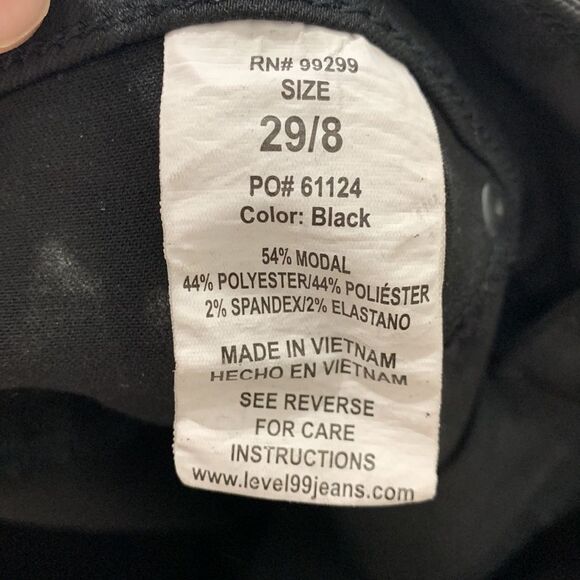 RN# 99299
SIZE
29/8
PO# 61124
Color: Black
54% MODAL
44% POLYESTER/44% POLIÉSTER
2% SPANDEX/2% ELASTANO
MADE IN VIETNAM
HECHO EN VIETNAM
SEE REVERSE
FOR CARE
INSTRUCTIONS
www.level99jeans.com